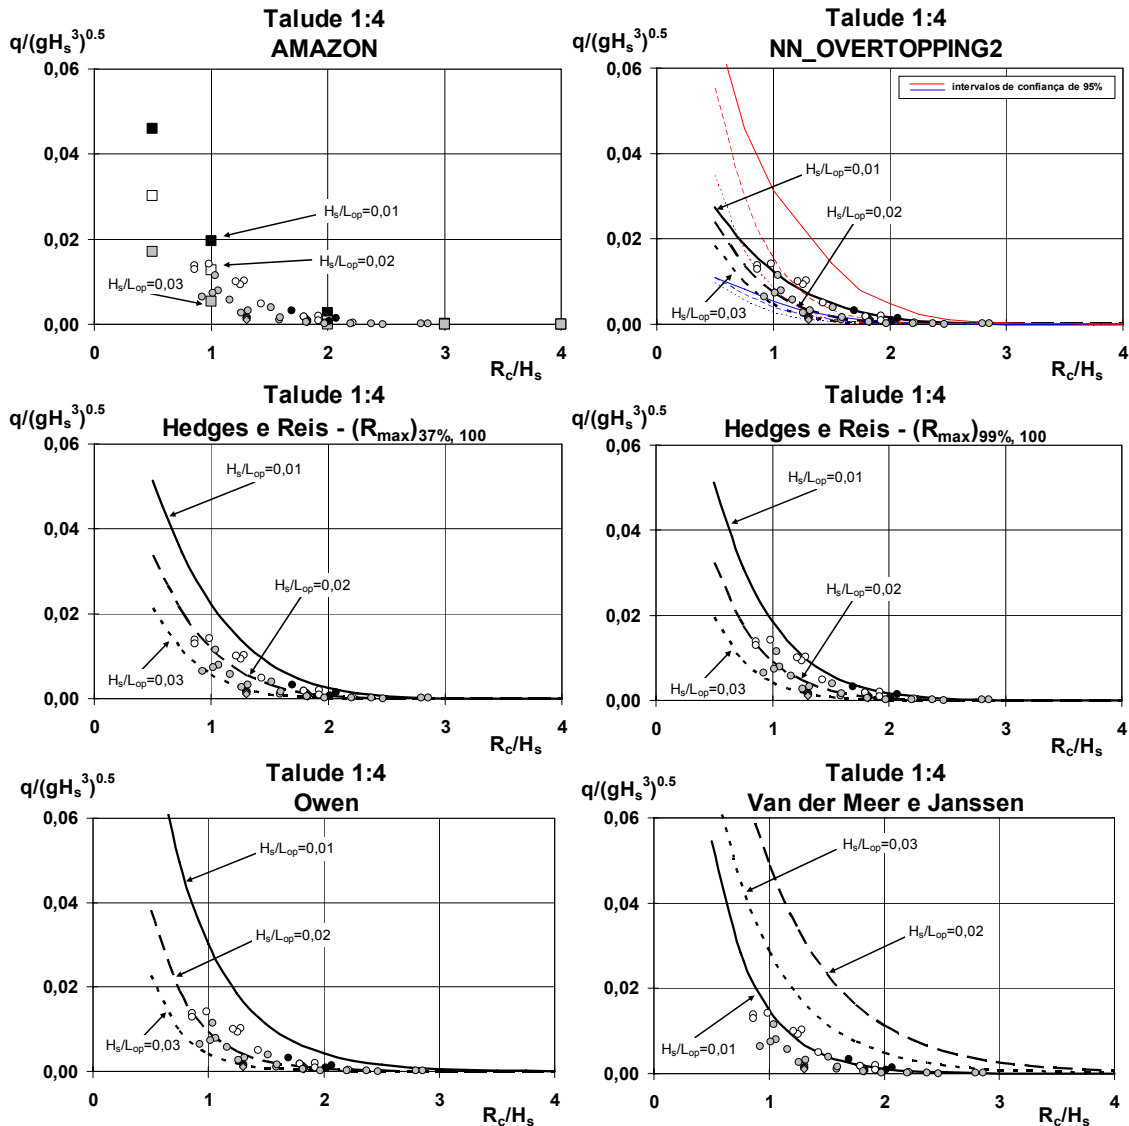 Talude 1:4
AMAZON
q/(gHs³)^0.5
0,06
0,04
0,02
0,00
0 1 2 3 4
Rc/Hs
Hs/Lop=0,01
Hs/Lop=0,02
Hs/Lop=0,03
Talude 1:4
NN_OVERTOPPING2
q/(gHs³)^0.5
intervalos de confiança de 95%
0,06
0,04
0,02
0,00
0 1 2 3 4
Rc/Hs
Hs/Lop=0,01
Hs/Lop=0,02
Hs/Lop=0,03
Talude 1:4
Hedges e Reis - (Rmax)37%, 100
q/(gHs³)^0.5
0,06
0,04
0,02
0,00
0 1 2 3 4
Rc/Hs
Hs/Lop=0,01
Hs/Lop=0,02
Hs/Lop=0,03
Talude 1:4
Hedges e Reis - (Rmax)99%, 100
q/(gHs³)^0.5
0,06
0,04
0,02
0,00
0 1 2 3 4
Rc/Hs
Hs/Lop=0,01
Hs/Lop=0,02
Hs/Lop=0,03
Talude 1:4
Owen
q/(gHs³)^0.5
0,06
0,04
0,02
0,00
0 1 2 3 4
Rc/Hs
Hs/Lop=0,01
Hs/Lop=0,02
Hs/Lop=0,03
Talude 1:4
Van der Meer e Janssen
q/(gHs³)^0.5
0,06
0,04
0,02
0,00
0 1 2 3 4
Rc/Hs
Hs/Lop=0,03
Hs/Lop=0,02
Hs/Lop=0,01